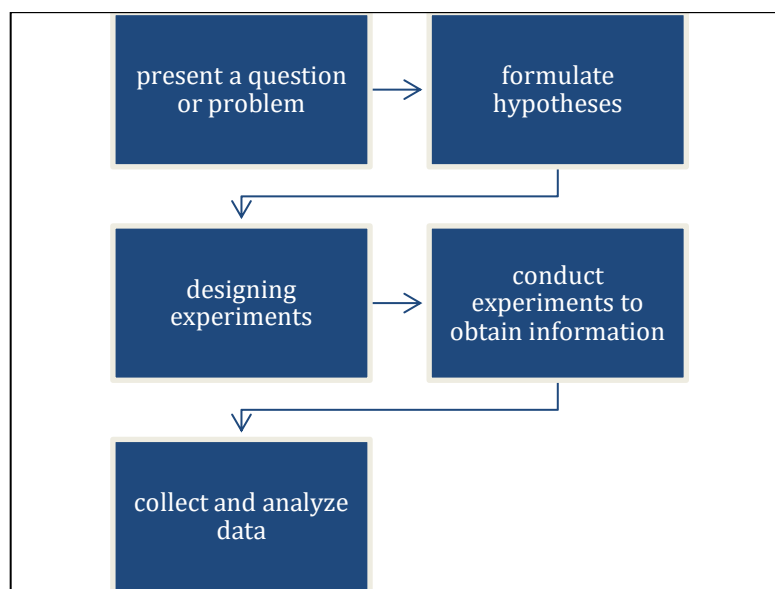 present a question
or problem
formulate
hypotheses
designing
experiments
conduct
experiments to
obtain information
collect and analyze
data